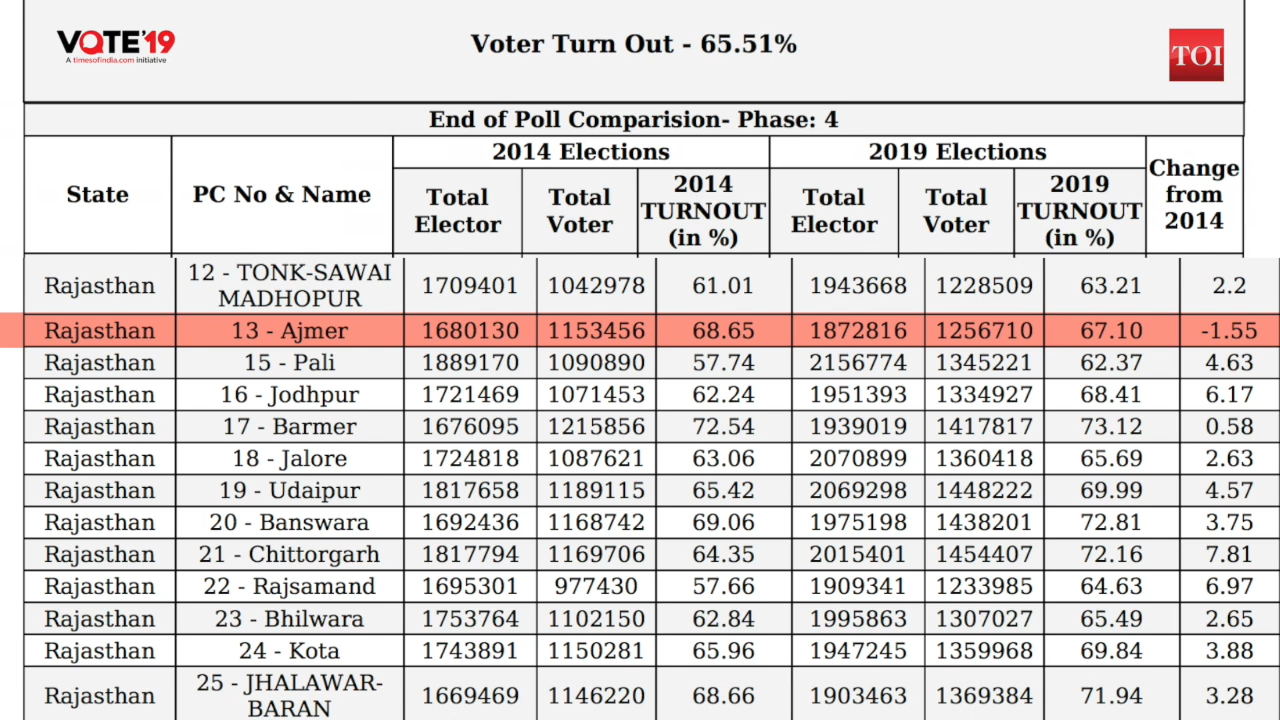 VOTE'19
A timesofindia.com initiative
Voter Turn Out - 65.51%
TOI
End of Poll Comparision- Phase: 4
State PC No & Name 2014 Elections 2019 Elections Change from 2014
Total Elector Total Voter 2014 TURNOUT (in %) Total Elector Total Voter 2019 TURNOUT (in %)
Rajasthan 12 - TONK-SAWAI MADHOPUR 1709401 1042978 61.01 1943668 1228509 63.21 2.2
Rajasthan 13 - Ajmer 1680130 1153456 68.65 1872816 1256710 67.10 -1.55
Rajasthan 15 - Pali 1889170 1090890 57.74 2156774 1345221 62.37 4.63
Rajasthan 16 - Jodhpur 1721469 1071453 62.24 1951393 1334927 68.41 6.17
Rajasthan 17 - Barmer 1676095 1215856 72.54 1939019 1417817 73.12 0.58
Rajasthan 18 - Jalore 1724818 1087621 63.06 2070899 1360418 65.69 2.63
Rajasthan 19 - Udaipur 1817658 1189115 65.42 2069298 1448222 69.99 4.57
Rajasthan 20 - Banswara 1692436 1168742 69.06 1975198 1438201 72.81 3.75
Rajasthan 21 - Chittorgarh 1817794 1169706 64.35 2015401 1454407 72.16 7.81
Rajasthan 22 - Rajsamand 1695301 977430 57.66 1909341 1233985 64.63 6.97
Rajasthan 23 - Bhilwara 1753764 1102150 62.84 1995863 1307027 65.49 2.65
Rajasthan 24 - Kota 1743891 1150281 65.96 1947245 1359968 69.84 3.88
Rajasthan 25 - JHALAWAR-BARAN 1669469 1146220 68.66 1903463 1369384 71.94 3.28